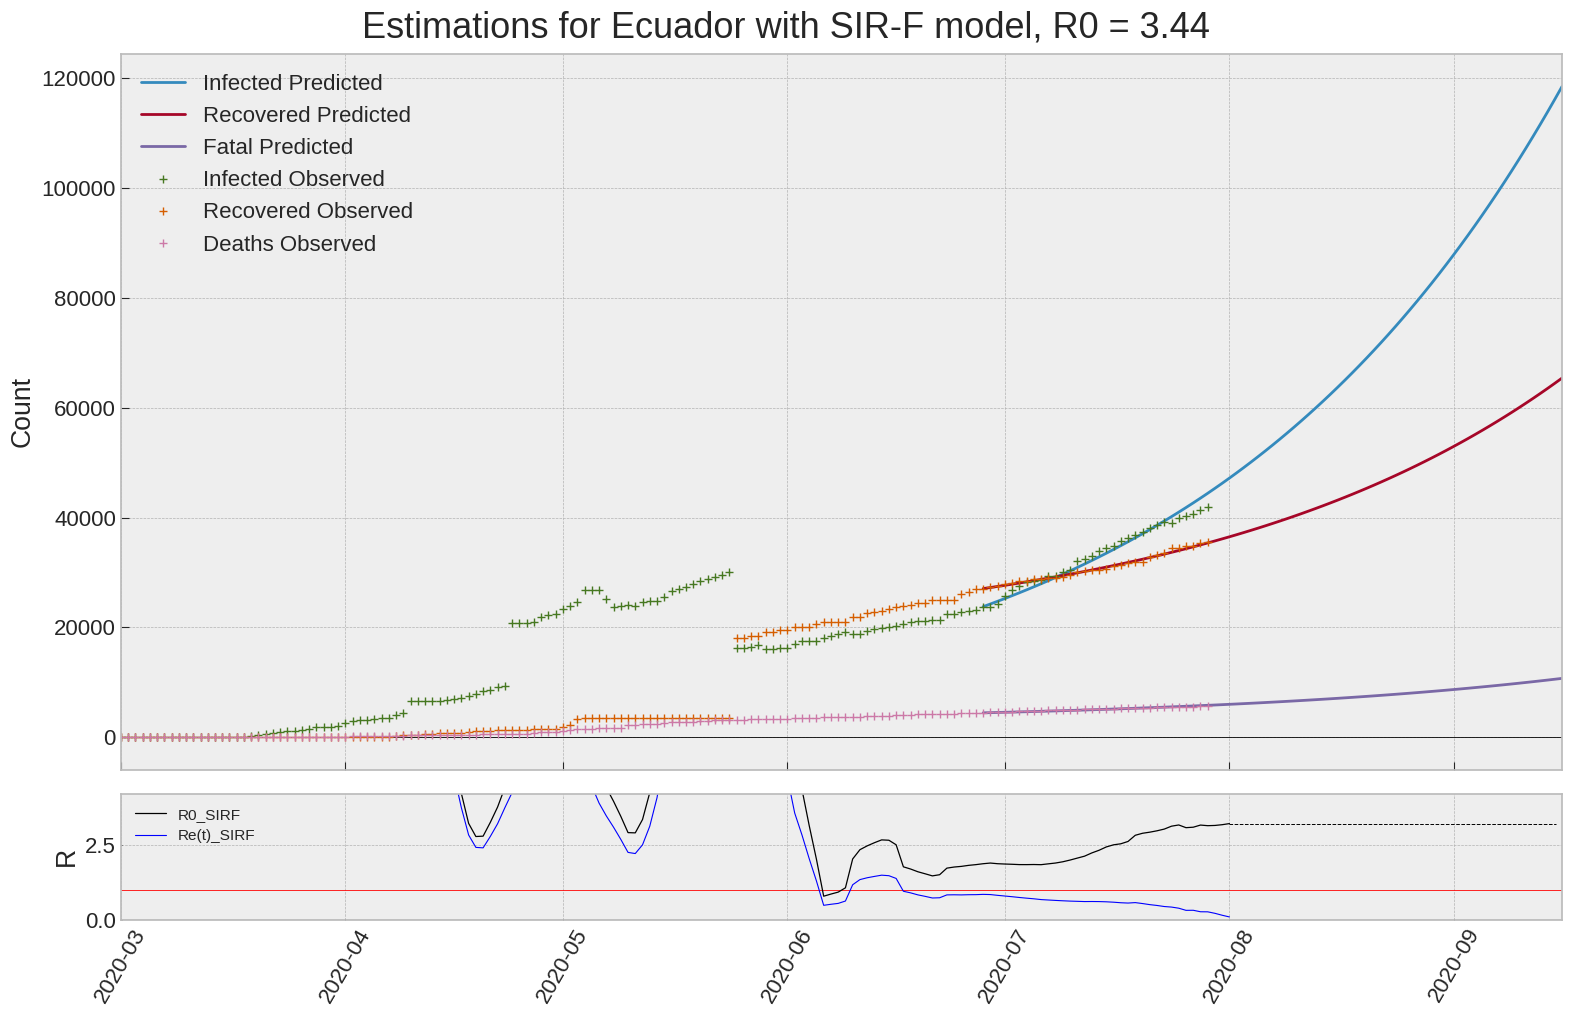 Estimations for Ecuador with SIR-F model, R0 = 3.44
120000
100000
80000
60000
40000
20000
0
Count
Infected Predicted
Recovered Predicted
Fatal Predicted
Infected Observed
Recovered Observed
Deaths Observed
R0_SIRF
Re(t)_SIRF
R
2.5
0.0
2020-03
2020-04
2020-05
2020-06
2020-07
2020-08
2020-09